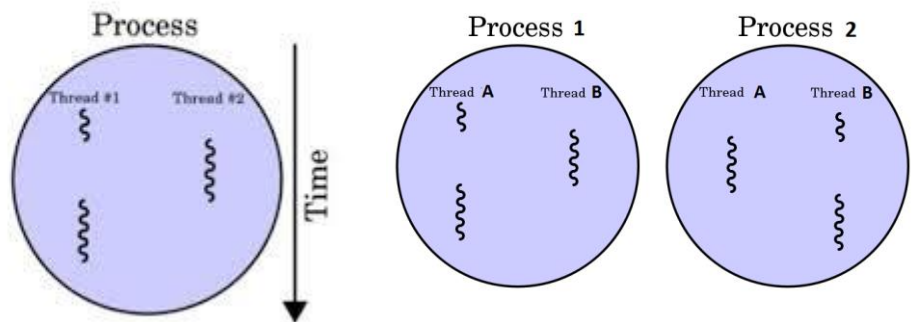 Process
Thread #1
Thread #2
Time
Process 1
Thread A
Thread B
Process 2
Thread A
Thread B